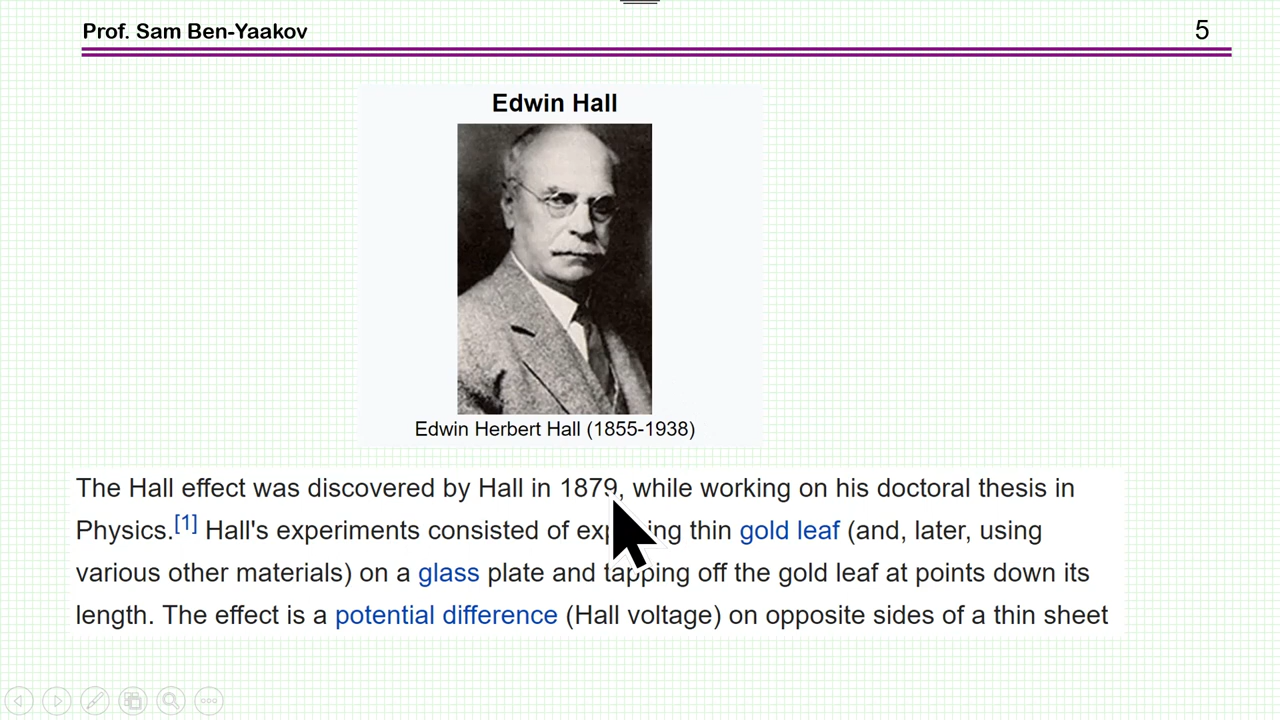 Prof. Sam Ben-Yaakov
5
Edwin Hall
Edwin Herbert Hall (1855-1938)
The Hall effect was discovered by Hall in 1879, while working on his doctoral thesis in
Physics.[1] Hall's experiments consisted of thin gold leaf (and, later, using
various other materials) on a glass plate and tapping off the gold leaf at points down its
length. The effect is a potential difference (Hall voltage) on opposite sides of a thin sheet